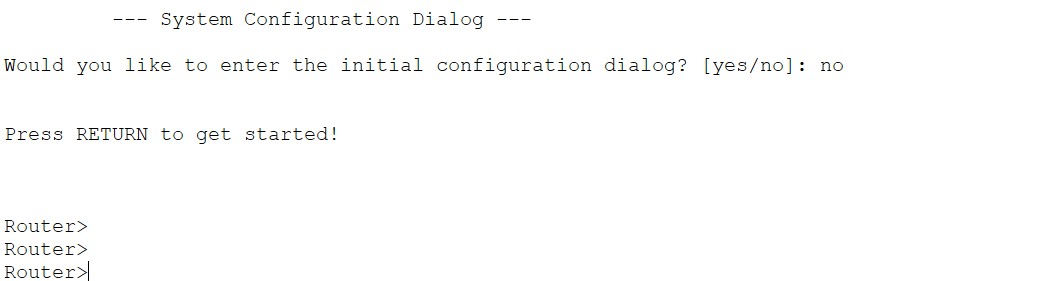 --- System Configuration Dialog ---
Would you like to enter the initial configuration dialog? [yes/no]: no
Press RETURN to get started!
Router>
Router>
Router>